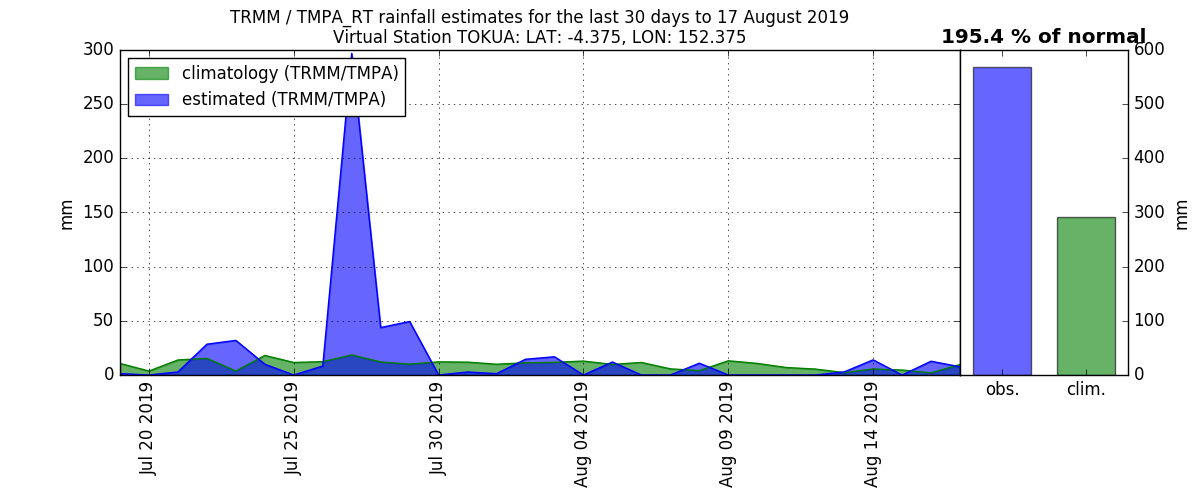 TRMM / TMPA_RT rainfall estimates for the last 30 days to 17 August 2019
Virtual Station TOKUA: LAT: -4.375, LON: 152.375
195.4 % of normal
climatology (TRMM/TMPA)
estimated (TRMM/TMPA)
300
250
200
150
100
50
0
mm
Jul 20 2019
Jul 25 2019
Jul 30 2019
Aug 04 2019
Aug 09 2019
Aug 14 2019
600
500
400
300
200
100
0
mm
obs.
clim.